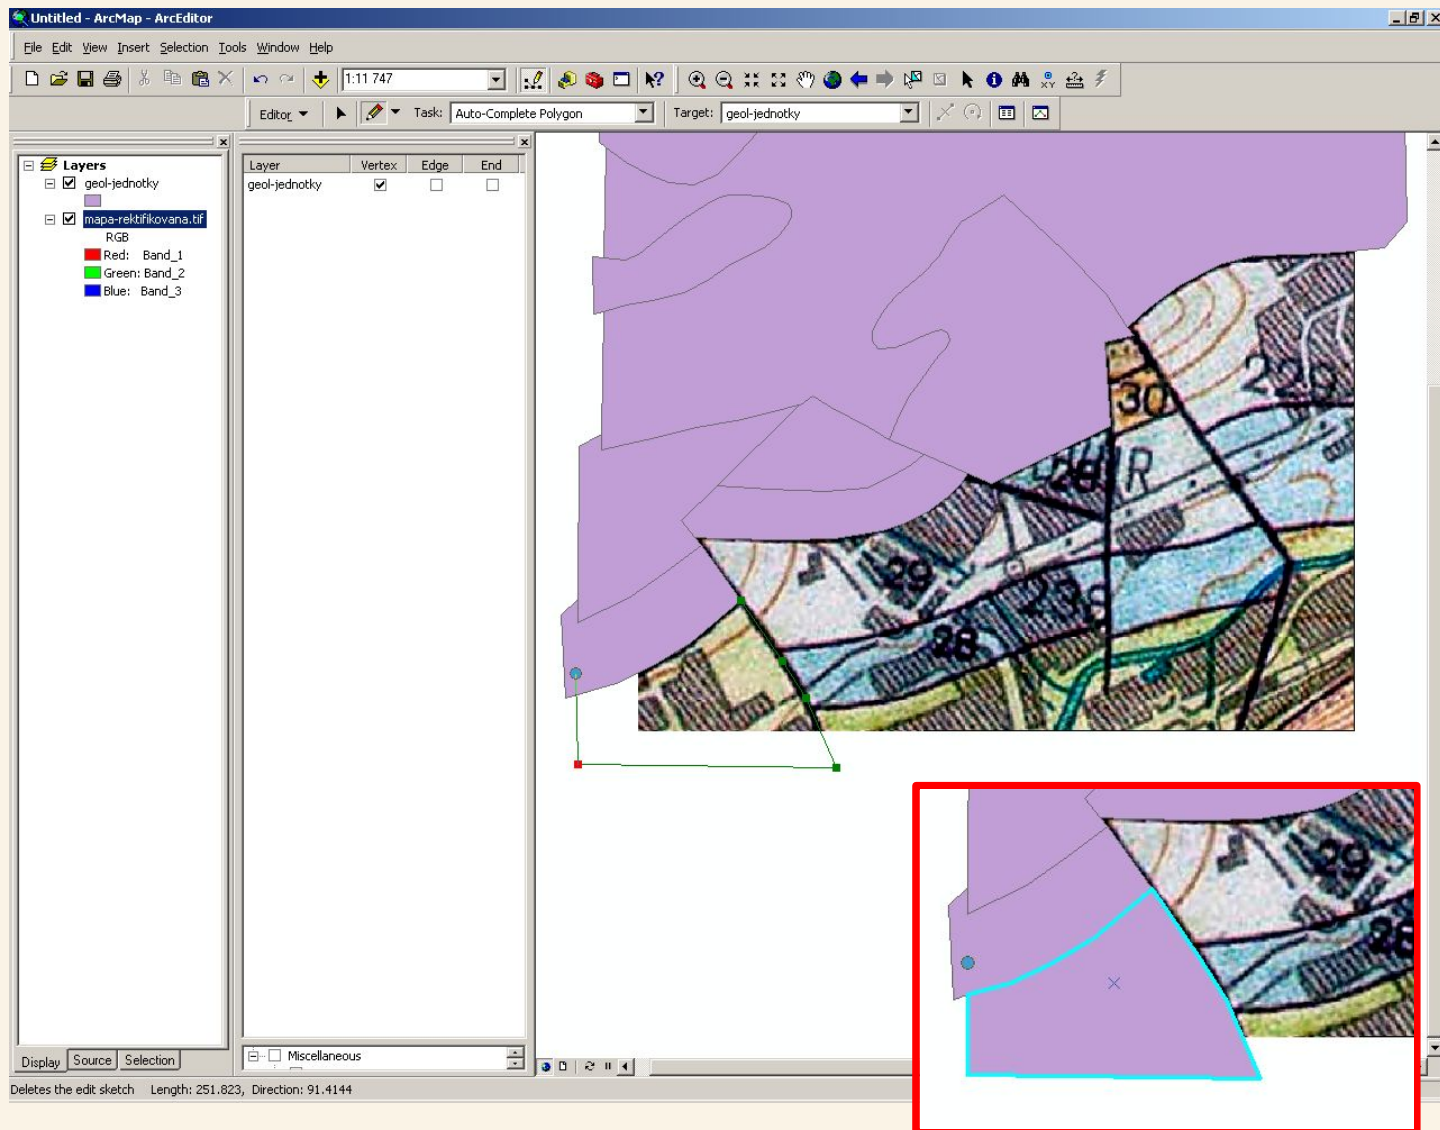 Untitled - ArcMap - ArcEditor
File Edit View Insert Selection Tools Window Help
1:11 747
Editor Task: Auto-Complete Polygon Target: geol-jednotky
Layers
geol-jednotky
mapa-rektifikovana.tif
RGB
Red: Band_1
Green: Band_2
Blue: Band_3
Layer Vertex Edge End
geol-jednotky
30
29
28
29
28
Miscellaneous
Display Source Selection
Deletes the edit sketch Length: 251.823, Direction: 91.4144